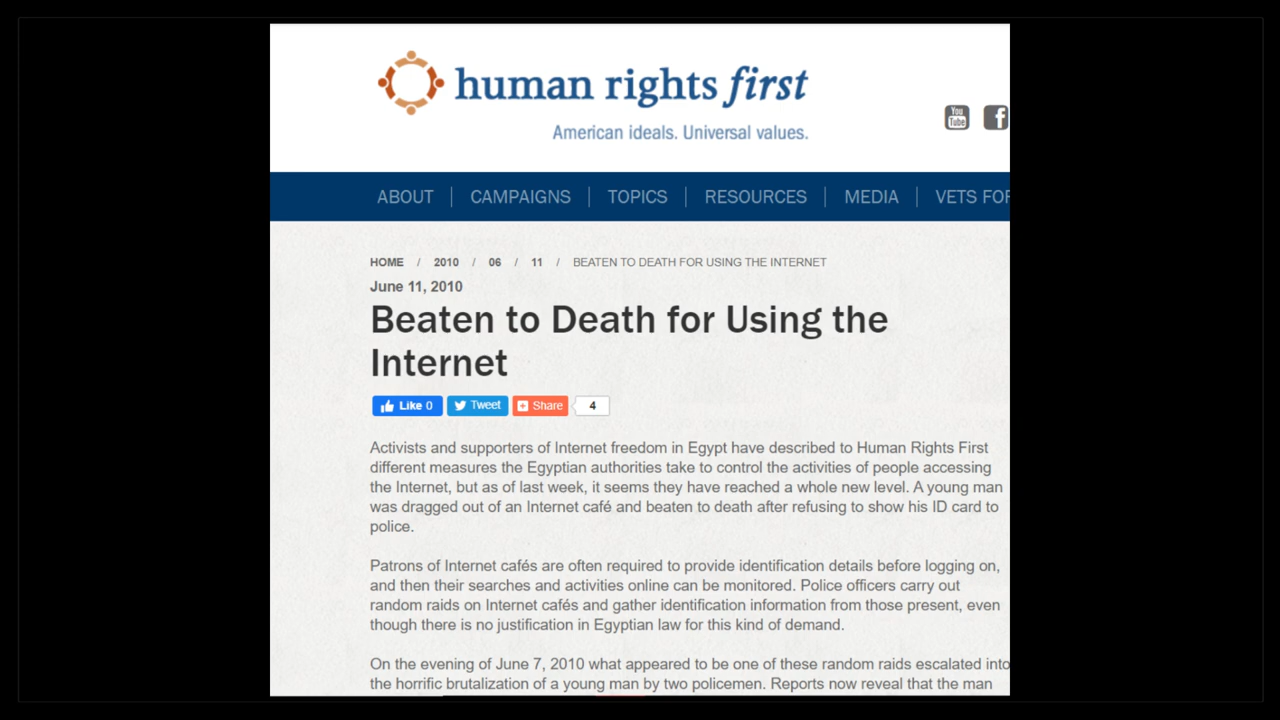 human rights first
American ideals. Universal values.
You
Tube
ABOUT
CAMPAIGNS
TOPICS
RESOURCES
MEDIA
VETS FOR
HOME / 2010 / 06 / 11 / BEATEN TO DEATH FOR USING THE INTERNET
June 11, 2010
Beaten to Death for Using the
Internet
Like 0
Tweet
Share
4
Activists and supporters of Internet freedom in Egypt have described to Human Rights First
different measures the Egyptian authorities take to control the activities of people accessing
the Internet, but as of last week, it seems they have reached a whole new level. A young man
was dragged out of an Internet café and beaten to death after refusing to show his ID card to
police.
Patrons of Internet cafés are often required to provide identification details before logging on,
and then their searches and activities online can be monitored. Police officers carry out
random raids on Internet cafés and gather identification information from those present, even
though there is no justification in Egyptian law for this kind of demand.
On the evening of June 7, 2010 what appeared to be one of these random raids escalated into
the horrific brutalization of a young man by two policemen. Reports now reveal that the man